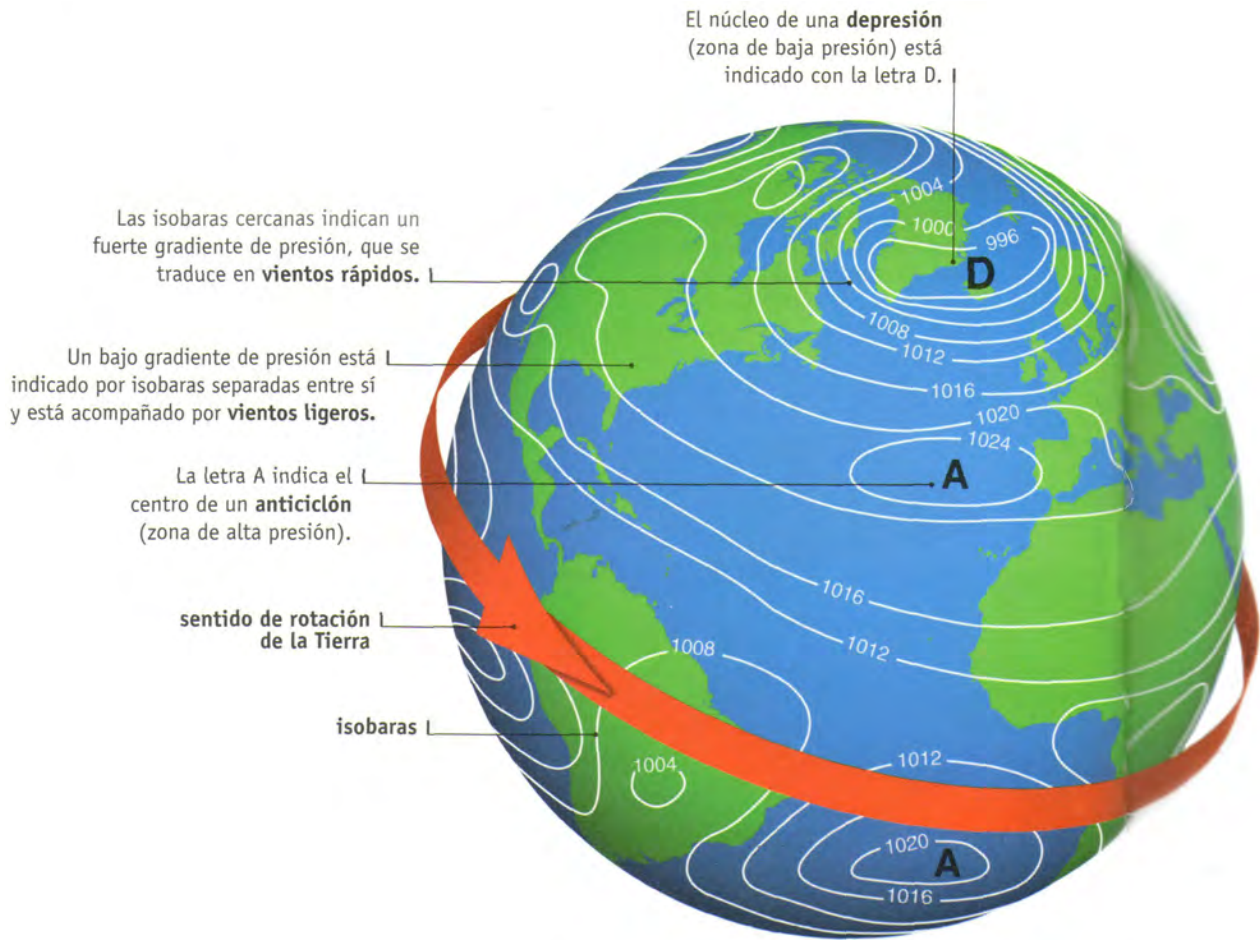 El núcleo de una depresión
(zona de baja presión) está
indicado con la letra D.
Las isobaras cercanas indican un
fuerte gradiente de presión, que se
traduce en vientos rápidos.
Un bajo gradiente de presión está
indicado por isobaras separadas entre sí
y está acompañado por vientos ligeros.
La letra A indica el
centro de un anticiclón
(zona de alta presión).
sentido de rotación
de la Tierra
isobaras
1004
1000
996
D
1008
1012
1016
1020
1024
A
1016
1012
1008
1004
1012
1020
A
1016